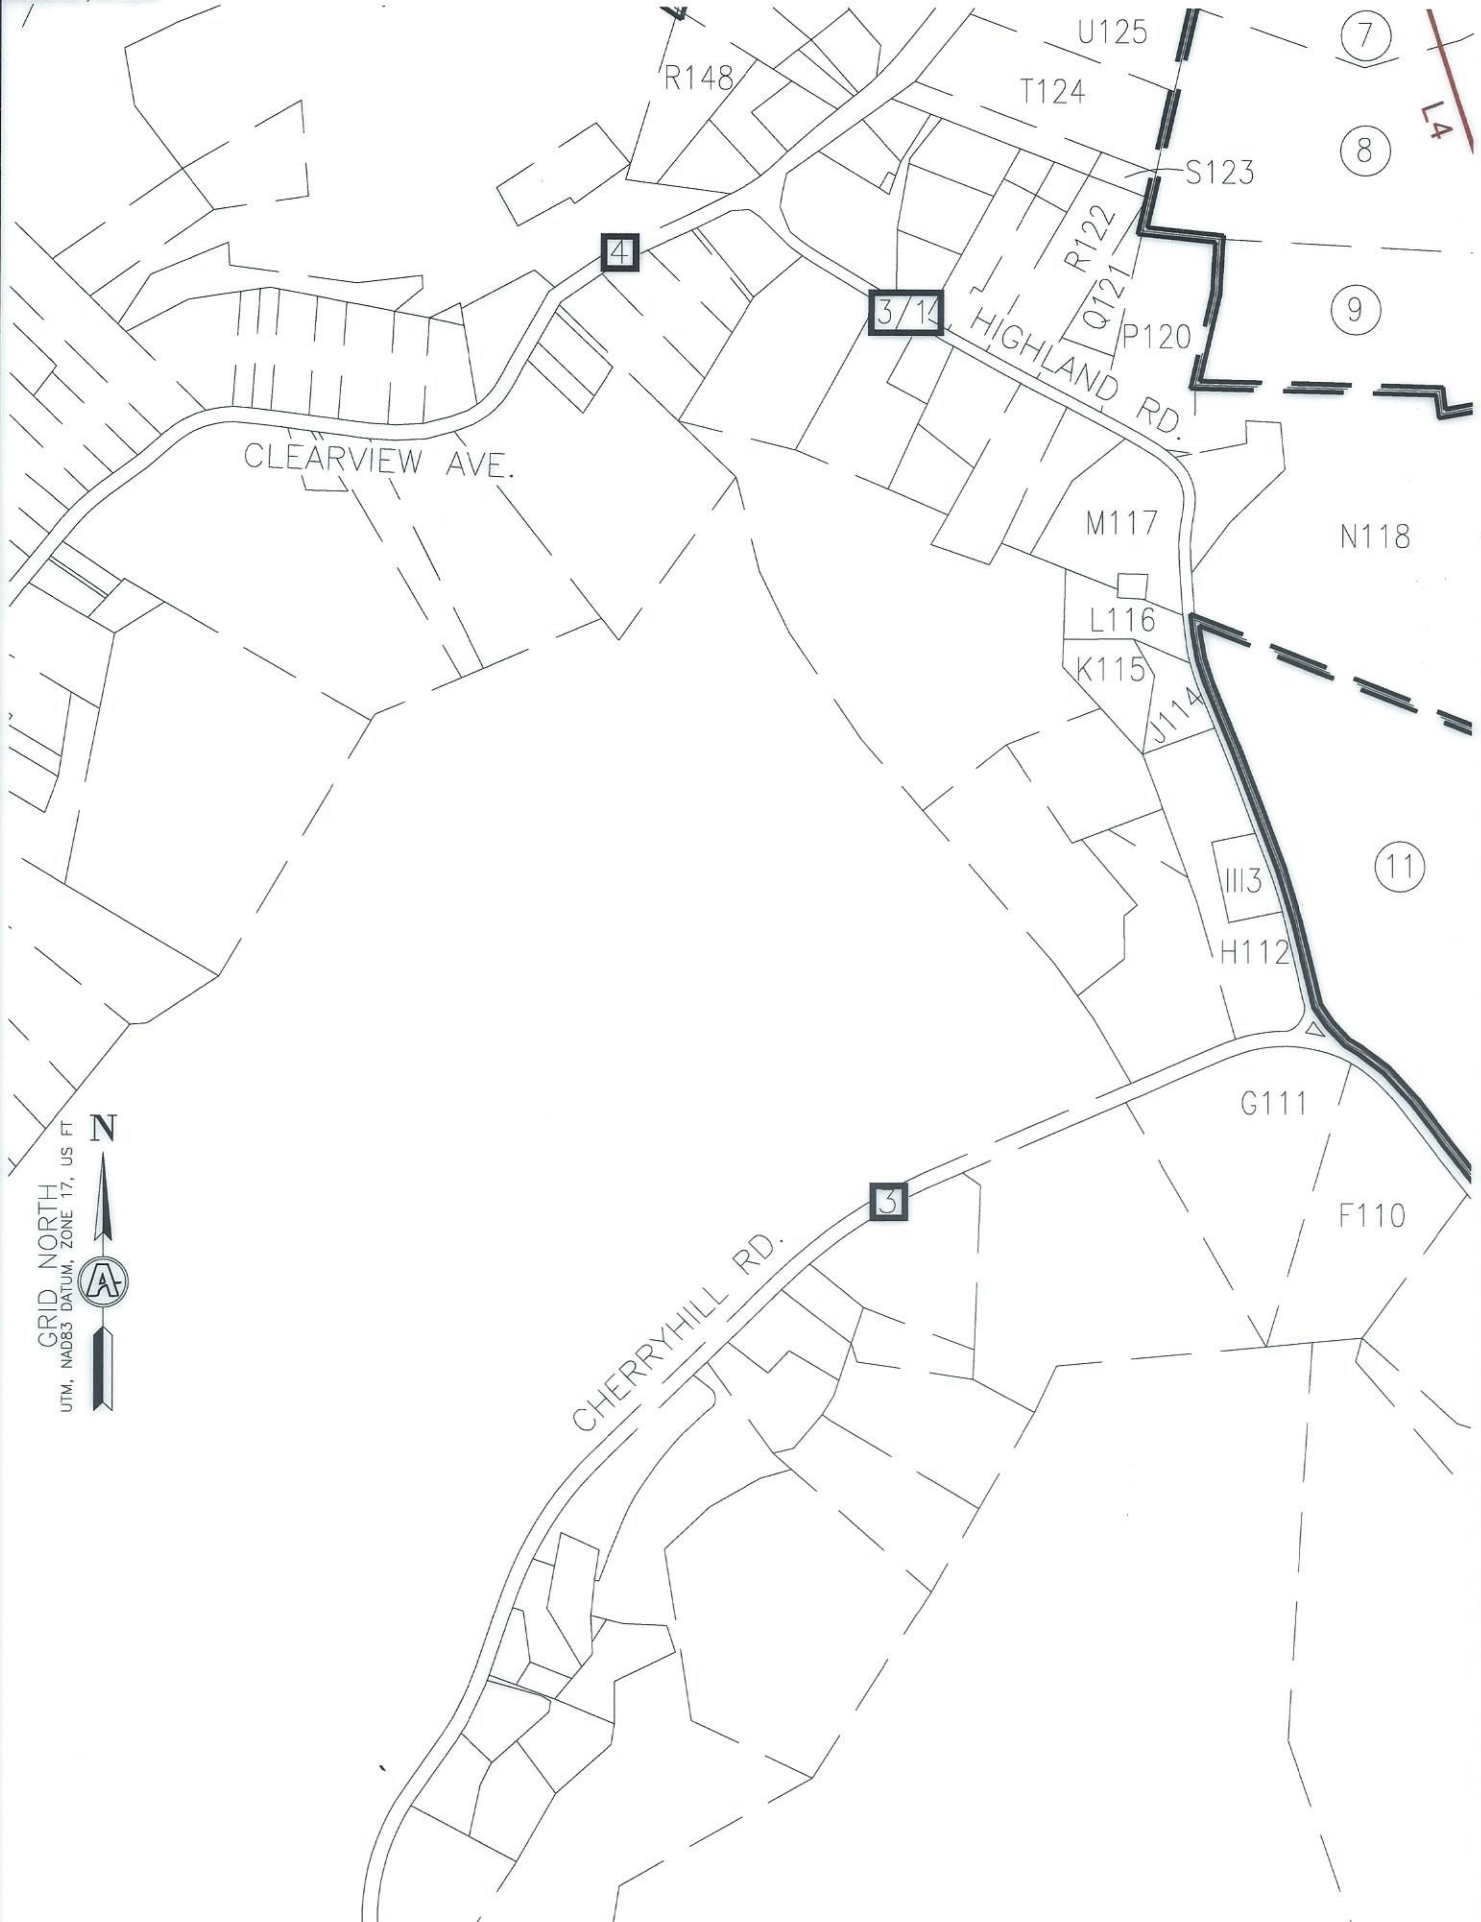 U125
7
R148
T124
L4
8
S123
R122
4
Q121
3/1
9
P120
HIGHLAND RD.
CLEARVIEW AVE.
M117
N118
L116
K115
J114
11
III3
H112
G111
N
GRID NORTH
UTM, NAD83 DATUM, ZONE 17, US FT
A
3
F110
CHERRYHILL RD.